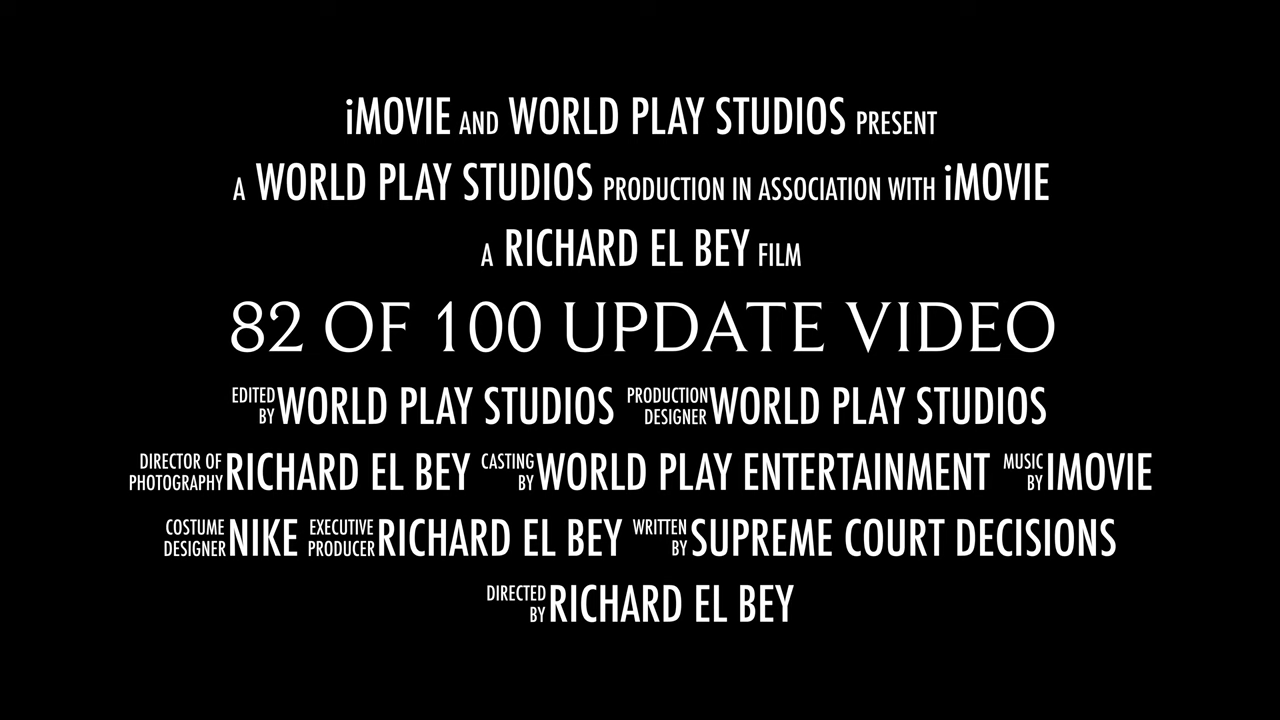 iMOVIE AND WORLD PLAY STUDIOS PRESENT
A WORLD PLAY STUDIOS PRODUCTION IN ASSOCIATION WITH iMOVIE
A RICHARD EL BEY FILM
82 OF 100 UPDATE VIDEO
EDITED BY WORLD PLAY STUDIOS PRODUCTION DESIGNER WORLD PLAY STUDIOS
DIRECTOR OF PHOTOGRAPHY RICHARD EL BEY CASTING BY WORLD PLAY ENTERTAINMENT MUSIC BY IMOVIE
COSTUME DESIGNER NIKE EXECUTIVE PRODUCER RICHARD EL BEY WRITTEN BY SUPREME COURT DECISIONS
DIRECTED BY RICHARD EL BEY